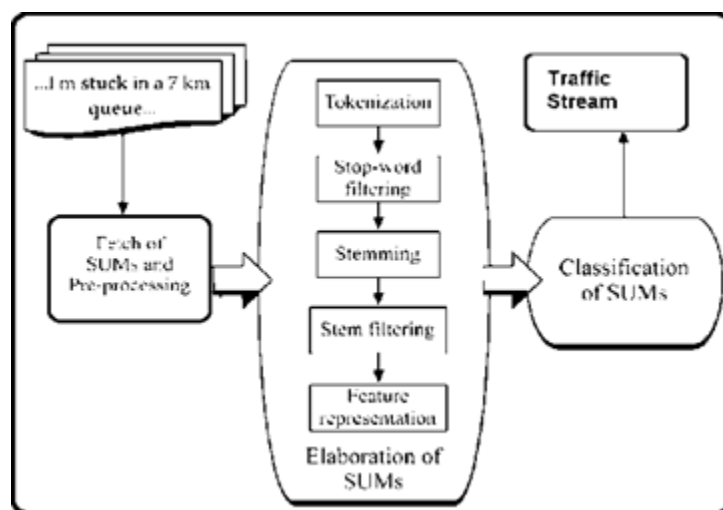 ...I m stuck in a 7 km
queue...
Fetch of
SUMs and
Pre-processing
Tokenization
Stop-word
filtering
Stemming
Stem filtering
Feature
representation
Elaboration of
SUMs
Classification
of SUMs
Traffic
Stream